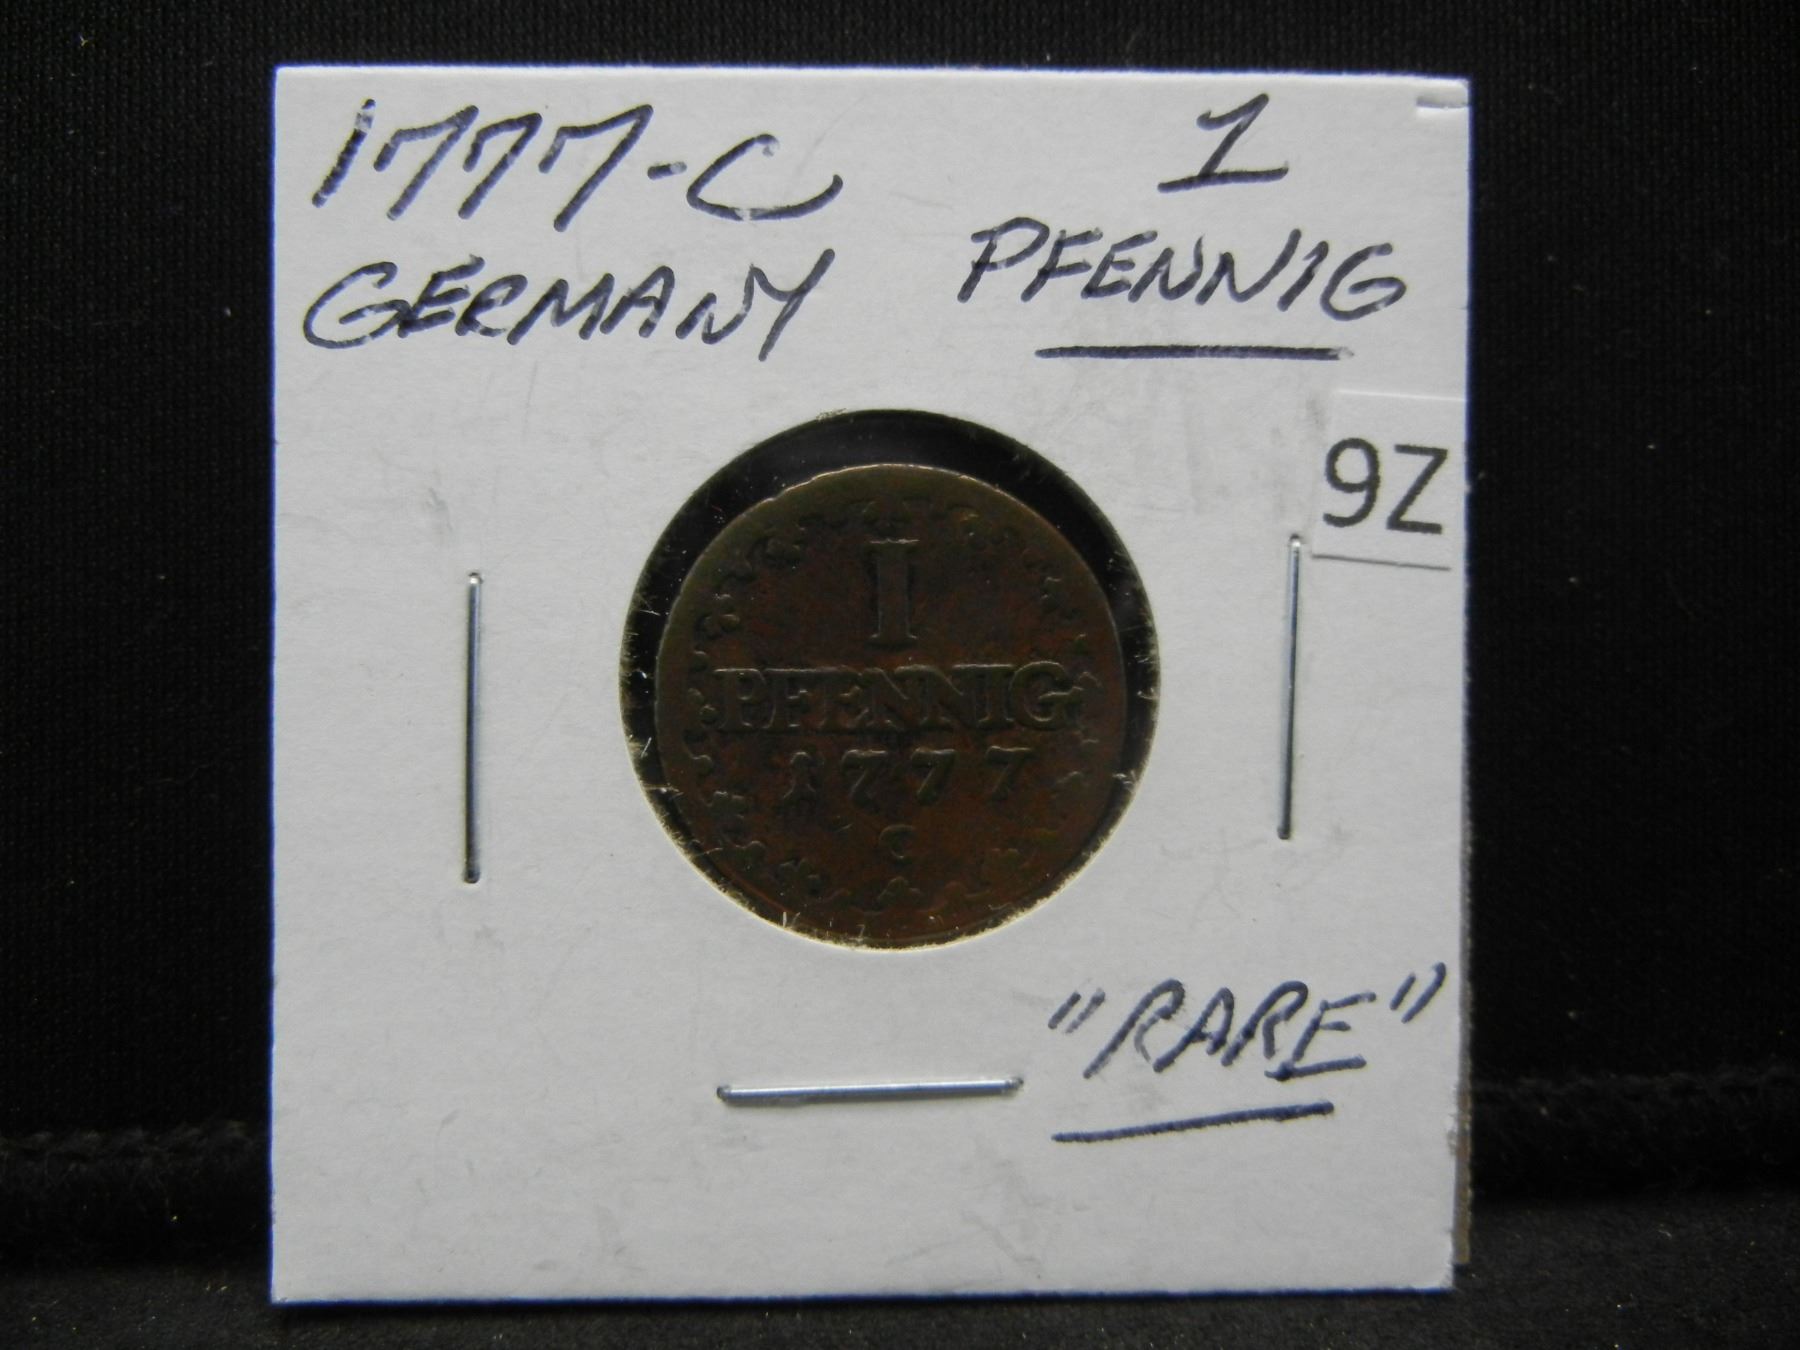 1777-C
GERMANY
1
PFENNIG
9Z
I
PFENNIG
1777
C
"RARE"